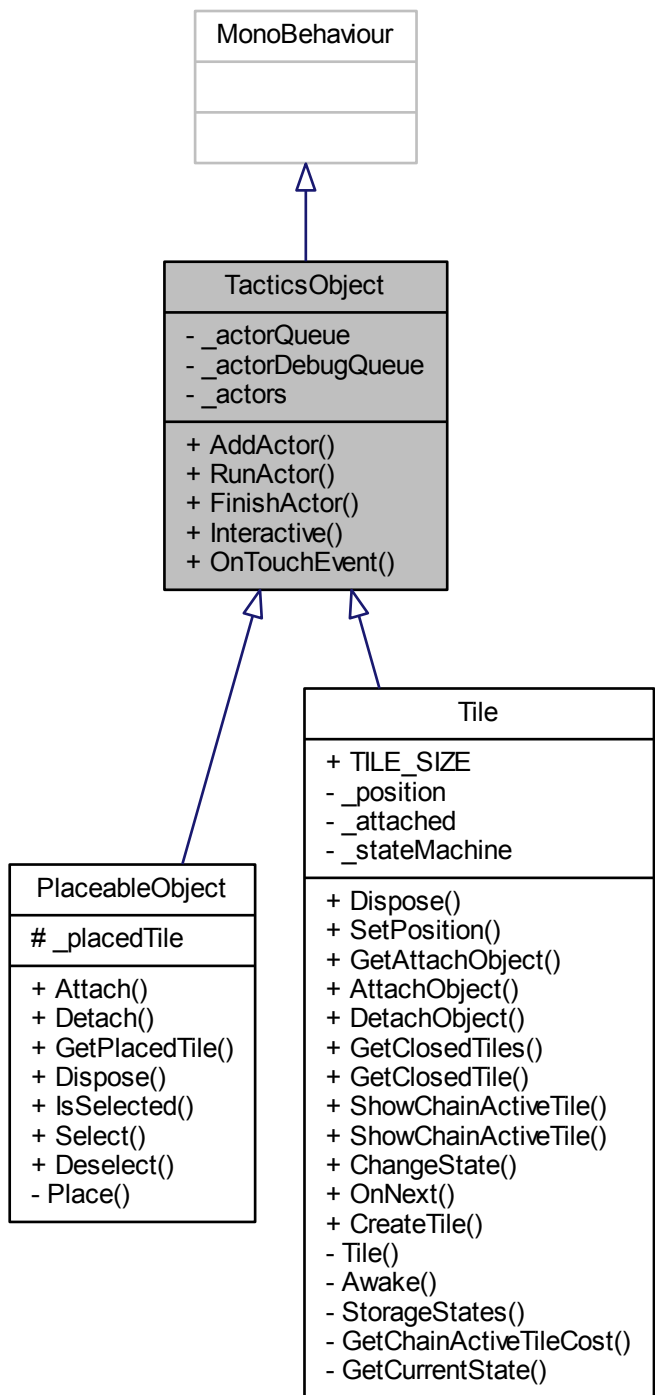 MonoBehaviour
TacticsObject
- _actorQueue
- _actorDebugQueue
- _actors
+ AddActor()
+ RunActor()
+ FinishActor()
+ Interactive()
+ OnTouchEvent()
PlaceableObject
# _placedTile
+ Attach()
+ Detach()
+ GetPlacedTile()
+ Dispose()
+ IsSelected()
+ Select()
+ Deselect()
- Place()
Tile
+ TILE_SIZE
- _position
- _attached
- _stateMachine
+ Dispose()
+ SetPosition()
+ GetAttachObject()
+ AttachObject()
+ DetachObject()
+ GetClosedTiles()
+ GetClosedTile()
+ ShowChainActiveTile()
+ ShowChainActiveTile()
+ ChangeState()
+ OnNext()
+ CreateTile()
- Tile()
- Awake()
- StorageStates()
- GetChainActiveTileCost()
- GetCurrentState()